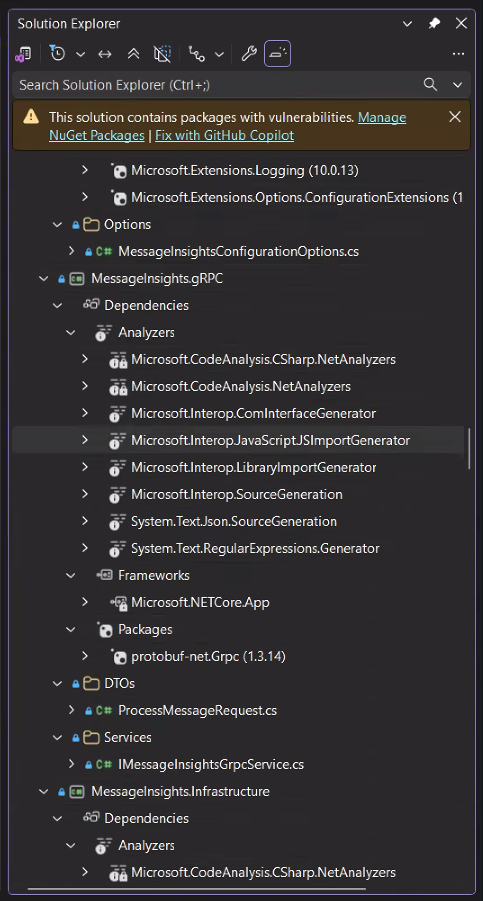 Solution Explorer
Search Solution Explorer (Ctrl+;)
This solution contains packages with vulnerabilities. Manage
NuGet Packages | Fix with GitHub Copilot
Microsoft.Extensions.Logging (10.0.13)
Microsoft.Extensions.Options.ConfigurationExtensions (1
Options
C# MessageInsightsConfigurationOptions.cs
MessageInsights.gRPC
Dependencies
Analyzers
Microsoft.CodeAnalysis.CSharp.NetAnalyzers
Microsoft.CodeAnalysis.NetAnalyzers
Microsoft.Interop.ComInterfaceGenerator
Microsoft.Interop.JavaScript.JSImportGenerator
Microsoft.Interop.LibraryImportGenerator
Microsoft.Interop.SourceGeneration
System.Text.Json.SourceGeneration
System.Text.RegularExpressions.Generator
Frameworks
Microsoft.NETCore.App
Packages
protobuf-net.Grpc (1.3.14)
DTOs
C# ProcessMessageRequest.cs
Services
C# IMessageInsightsGrpcService.cs
MessageInsights.Infrastructure
Dependencies
Analyzers
Microsoft.CodeAnalysis.CSharp.NetAnalyzers